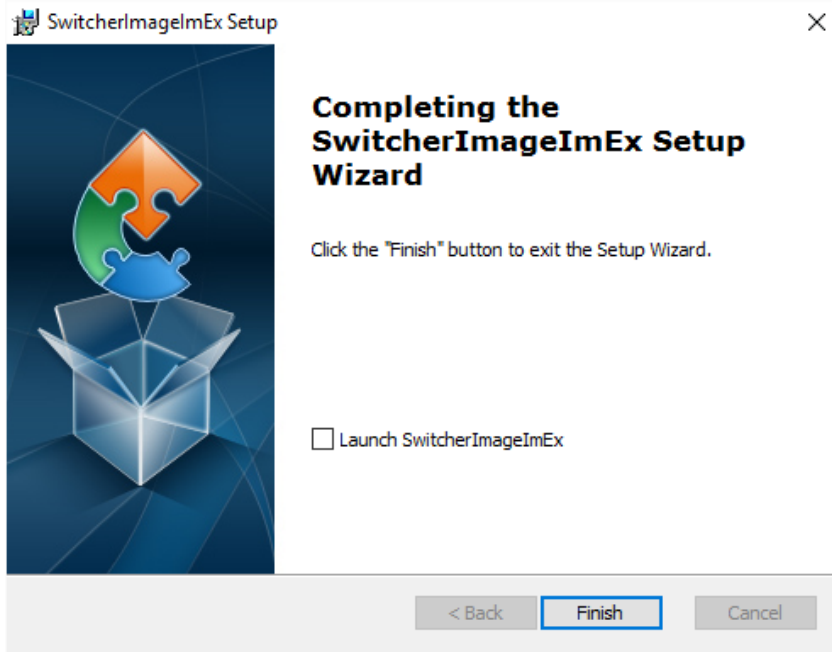 SwitcherImageImEx Setup
Completing the
SwitcherImageImEx Setup
Wizard
Click the "Finish" button to exit the Setup Wizard.
Launch SwitcherImageImEx
< Back
Finish
Cancel